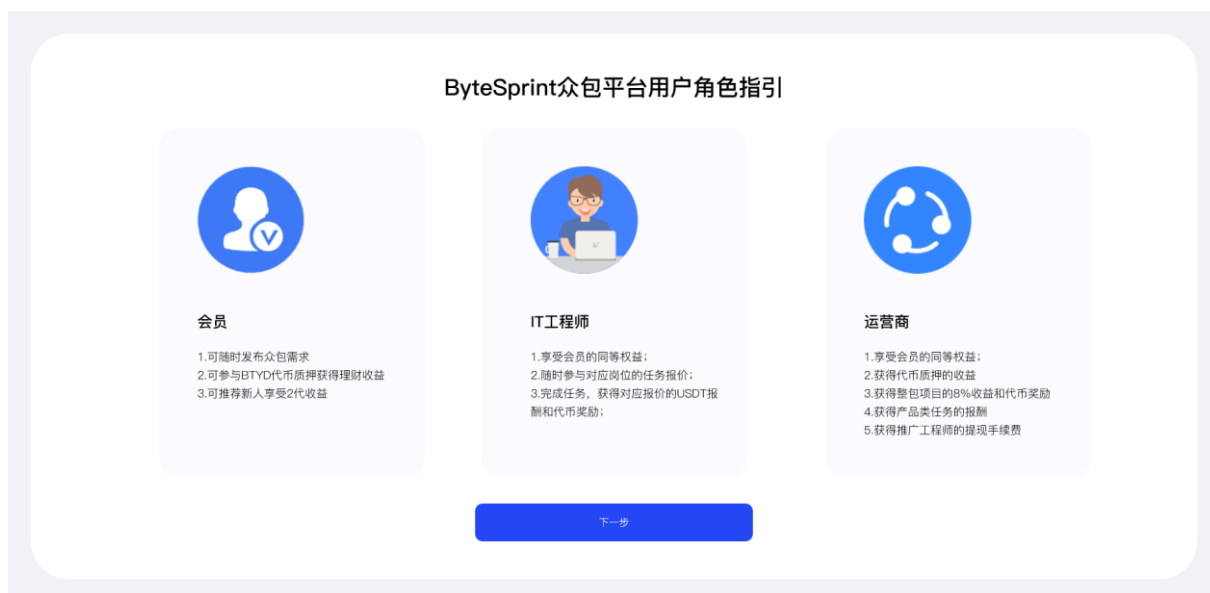 ByteSprint众包平台用户角色指引
会员
1.可随时发布众包需求
2.可参与BTYD代币质押获得理财收益
3.可推荐新人享受2代收益
IT工程师
1.享受会员的同等权益；
2.随时参与对应岗位的任务报价；
3.完成任务，获得对应报价的USDT报
酬和代币奖励；
运营商
1.享受会员的同等权益；
2.获得代币质押的收益
3.获得整包项目的8%收益和代币奖励
4.获得产品类任务的报酬
5.获得推广工程师的提现手续费
下一步